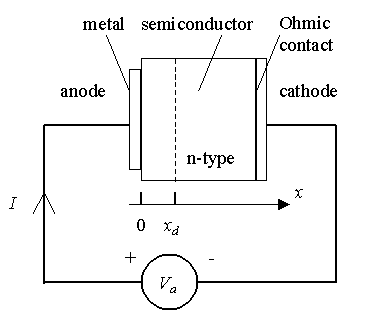 metal semiconductor Ohmic
contact
anode
cathode
n-type
I
x
0 x_d
+ -
V_a